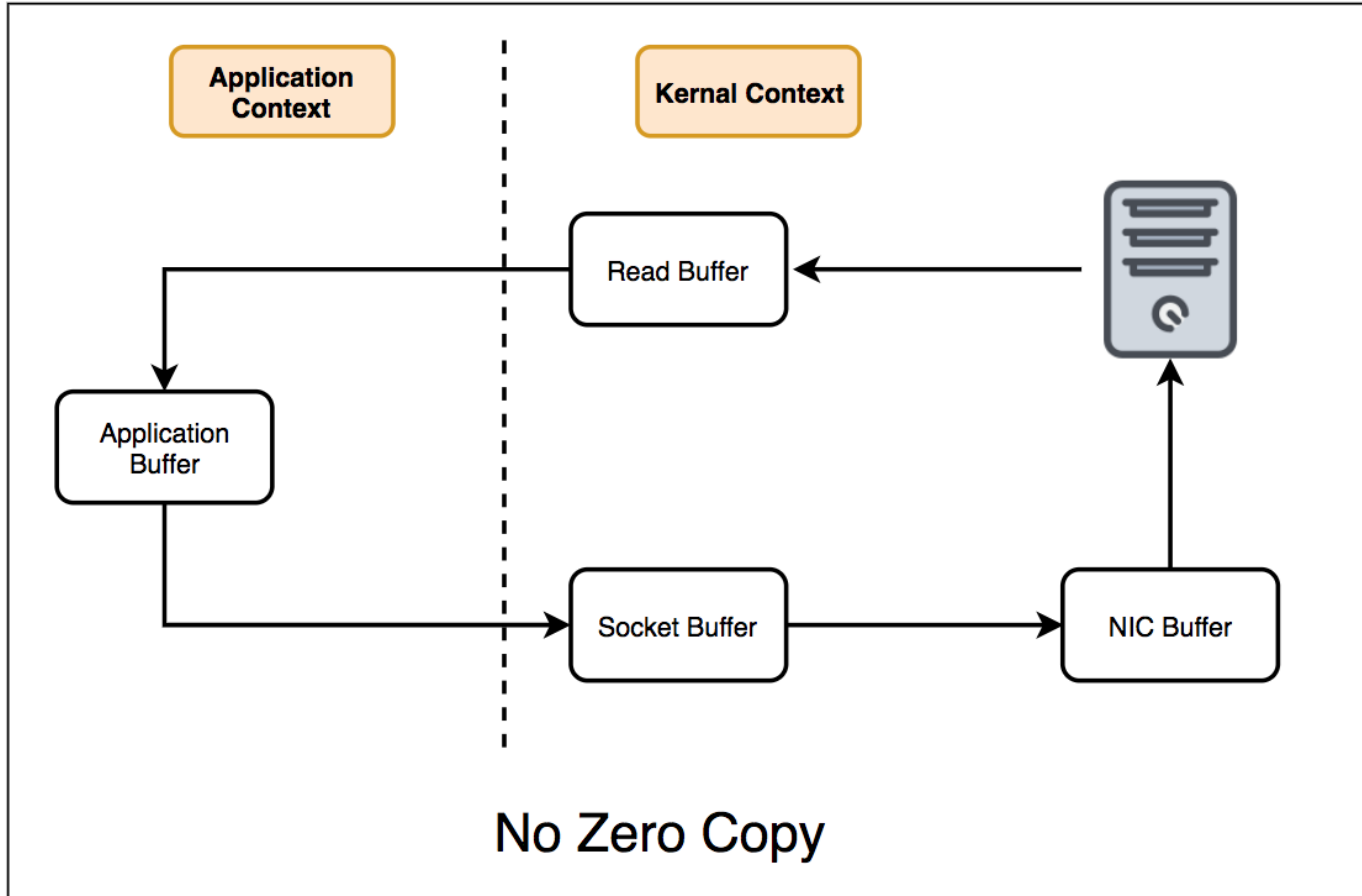 Application
Context
Kernal Context
Read Buffer
Application
Buffer
Socket Buffer
NIC Buffer
No Zero Copy